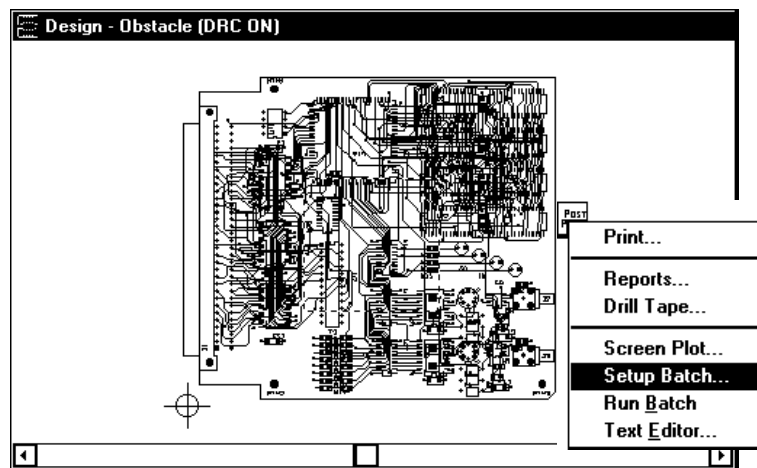 Design - Obstacle (DRC ON)
POST
Print...
Reports...
Drill Tape...
Screen Plot...
Setup Batch...
Run Batch
Text Editor...